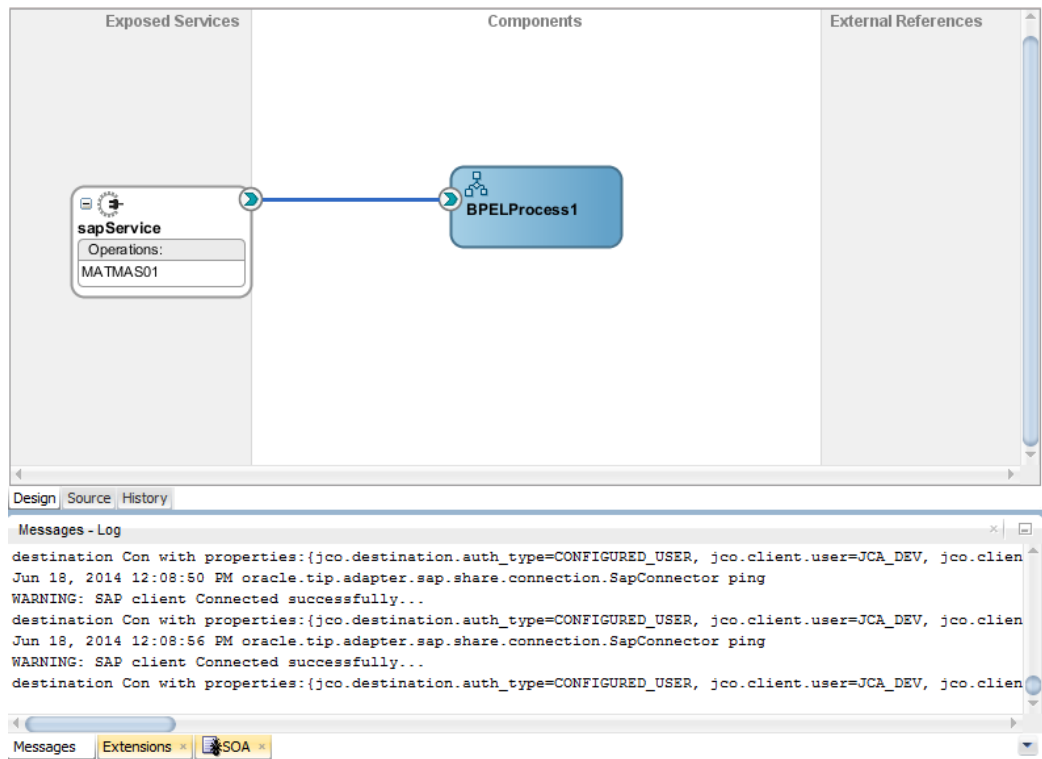 Exposed Services
Components
External References
sapService
Operations:
MATMAS01
BPELProcess1
Design Source History
Messages - Log
destination Con with properties:{jco.destination.auth_type=CONFIGURED_USER, jco.client.user=JCA_DEV, jco.clien
Jun 18, 2014 12:08:50 PM oracle.tip.adapter.sap.share.connection.SapConnector ping
WARNING: SAP client Connected successfully...
destination Con with properties:{jco.destination.auth_type=CONFIGURED_USER, jco.client.user=JCA_DEV, jco.clien
Jun 18, 2014 12:08:56 PM oracle.tip.adapter.sap.share.connection.SapConnector ping
WARNING: SAP client Connected successfully...
destination Con with properties:{jco.destination.auth_type=CONFIGURED_USER, jco.client.user=JCA_DEV, jco.clien
Messages Extensions SOA